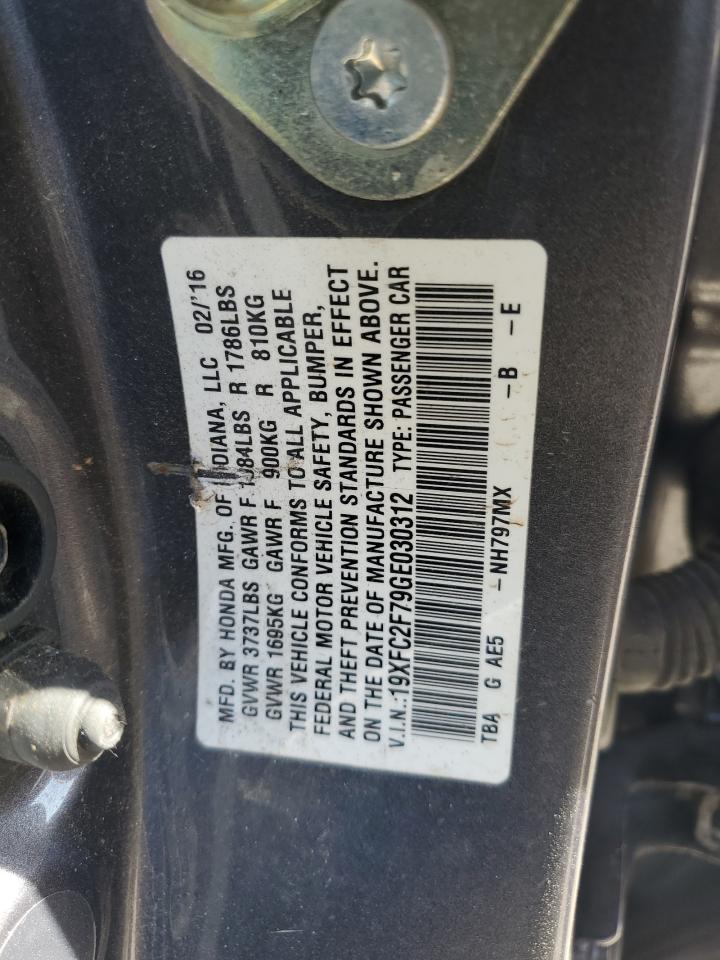 MFD. BY HONDA MFG. OF DIANA, LLC 02/'16
GVWR 3737LBS GAWR F 84LBS R 1786LBS
GVWR 1695KG GAWR F 900KG R 810KG
THIS VEHICLE CONFORMS TO ALL APPLICABLE
FEDERAL MOTOR VEHICLE SAFETY, BUMPER,
AND THEFT PREVENTION STANDARDS IN EFFECT
ON THE DATE OF MANUFACTURE SHOWN ABOVE.
V.I.N.:19XFC2F79GE030312 TYPE: PASSENGER CAR
TBA G AE5 – NH797MX –B –E